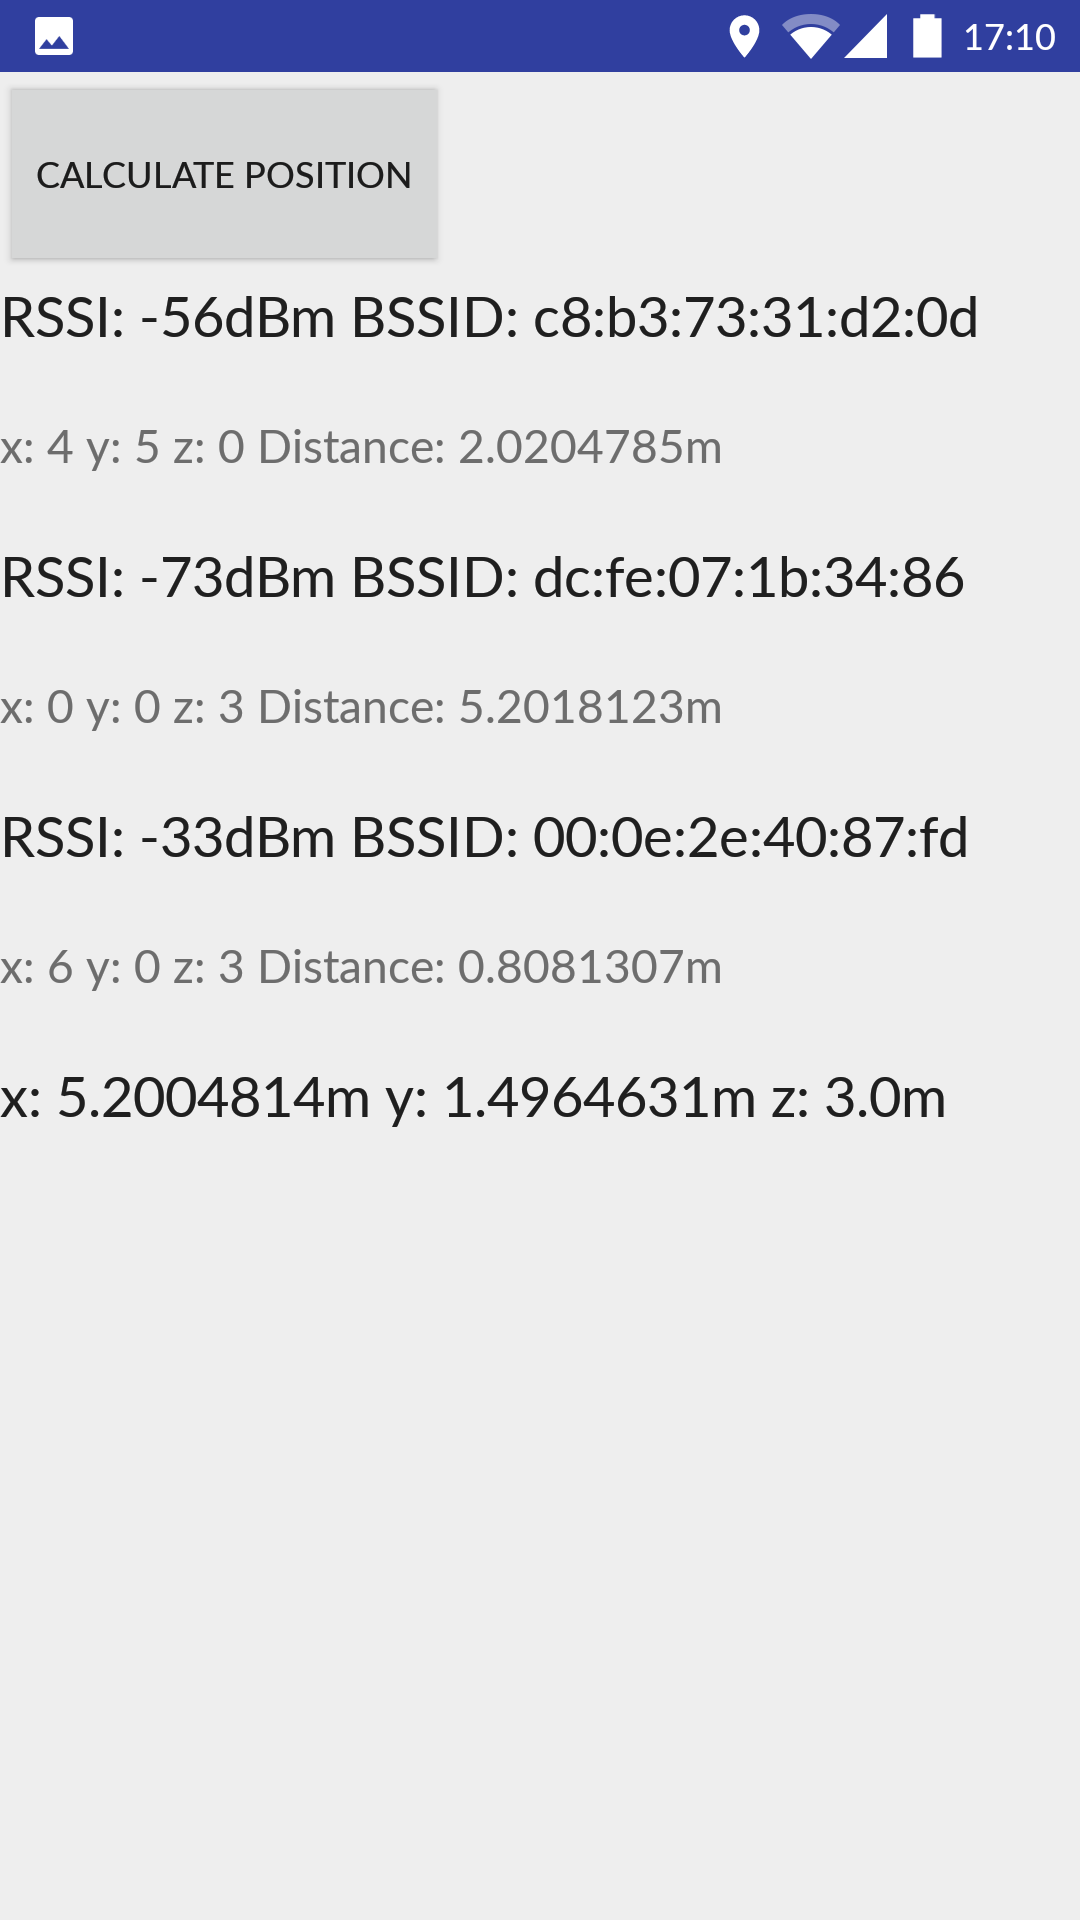 17:10
CALCULATE POSITION
RSSI: -56dBm BSSID: c8:b3:73:31:d2:0d
x: 4 y: 5 z: 0 Distance: 2.0204785m
RSSI: -73dBm BSSID: dc:fe:07:1b:34:86
x: 0 y: 0 z: 3 Distance: 5.2018123m
RSSI: -33dBm BSSID: 00:0e:2e:40:87:fd
x: 6 y: 0 z: 3 Distance: 0.8081307m
x: 5.2004814m y: 1.4964631m z: 3.0m